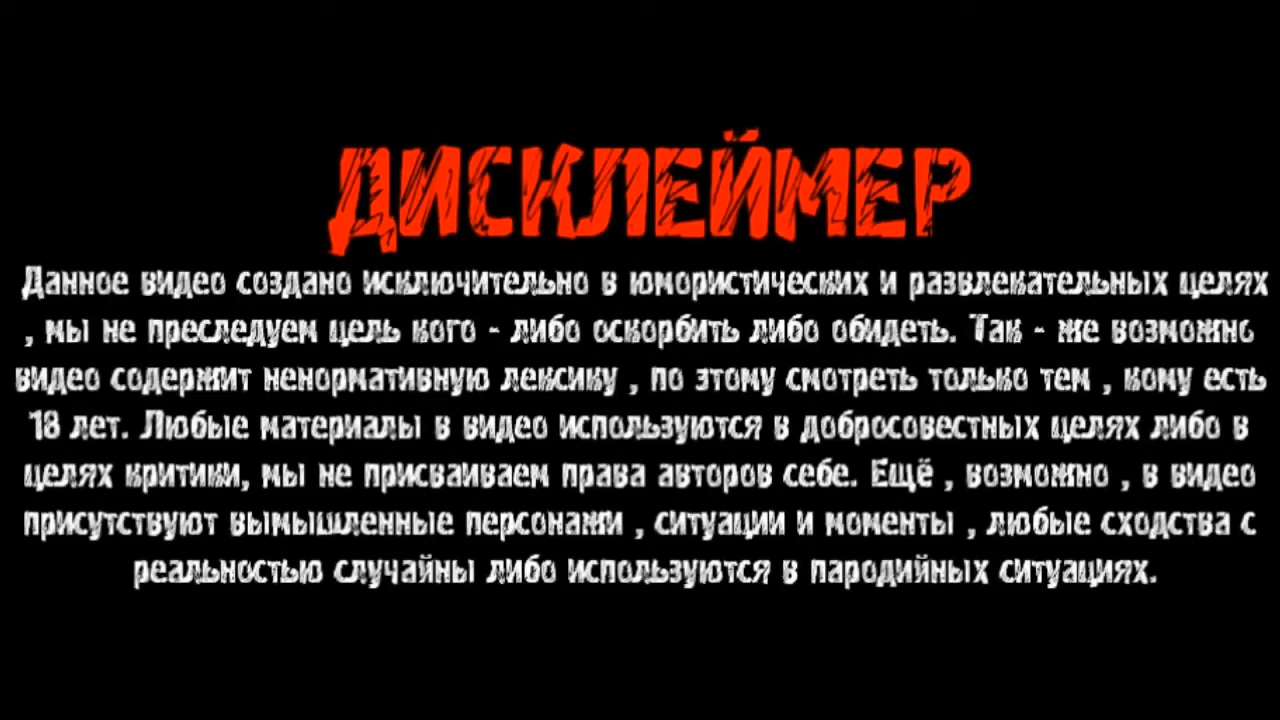 ДИСКЛЕЙМЕР
Данное видео создано исключительно в юмористических и развлекательных целях
, мы не преследуем цель кого - либо оскорбить либо обидеть. Так - же возможно
видео содержит ненормативную лексику , по этому смотреть только тем , кому есть
18 лет. Любые материалы в видео используются в добросовестных целях либо в
целях критики, мы не присваиваем права авторов себе. Ещё , возможно , в видео
присутствуют вымышленные персонажи , ситуации и моменты , любые сходства с
реальностью случайны либо используются в пародийных ситуациях.